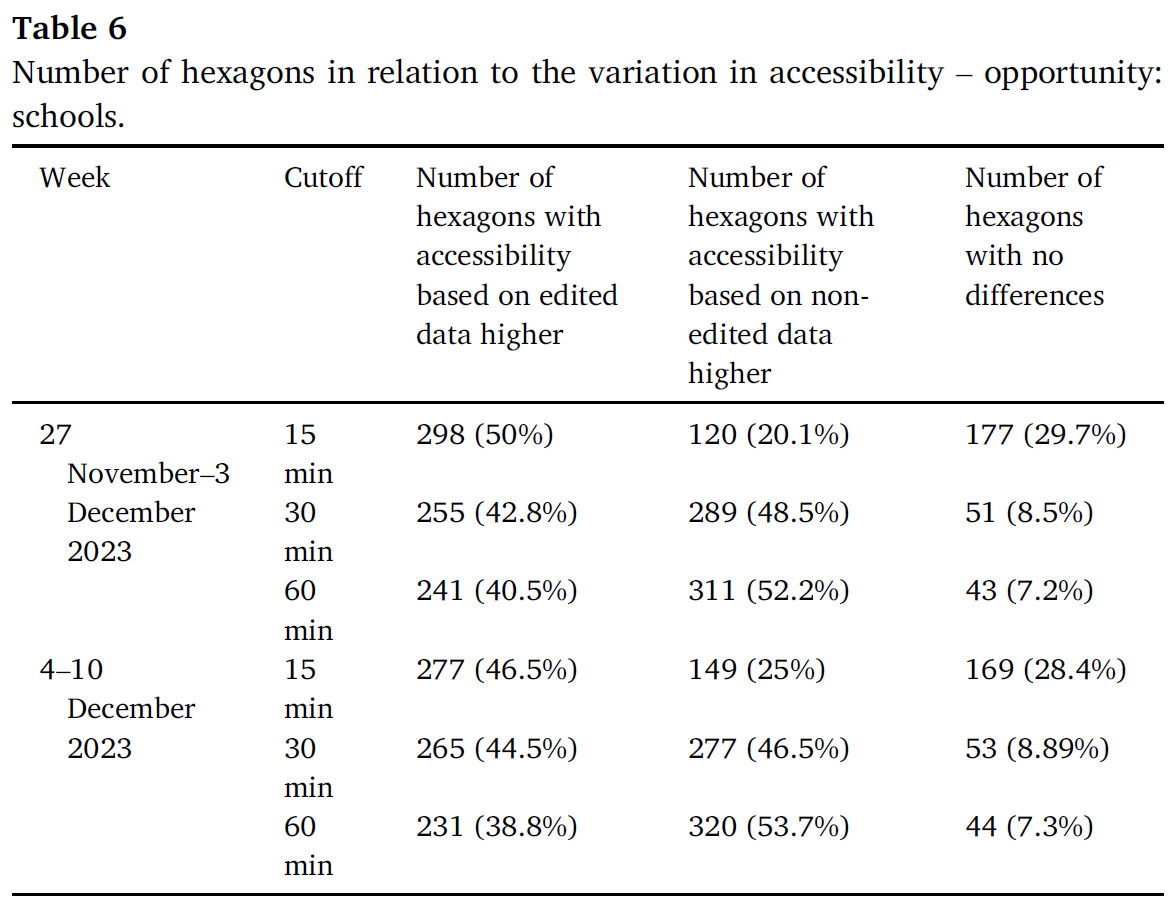 Table 6
Number of hexagons in relation to the variation in accessibility – opportunity:
schools.
Week Cutoff Number of Number of Number of
hexagons with hexagons with hexagons
accessibility accessibility with no
based on edited based on non- differences
data higher edited data
higher
27 15 298 (50%) 120 (20.1%) 177 (29.7%)
November–3 min
December 30 255 (42.8%) 289 (48.5%) 51 (8.5%)
2023 min
60 241 (40.5%) 311 (52.2%) 43 (7.2%)
min
4–10 15 277 (46.5%) 149 (25%) 169 (28.4%)
December min
2023 30 265 (44.5%) 277 (46.5%) 53 (8.89%)
min
60 231 (38.8%) 320 (53.7%) 44 (7.3%)
min